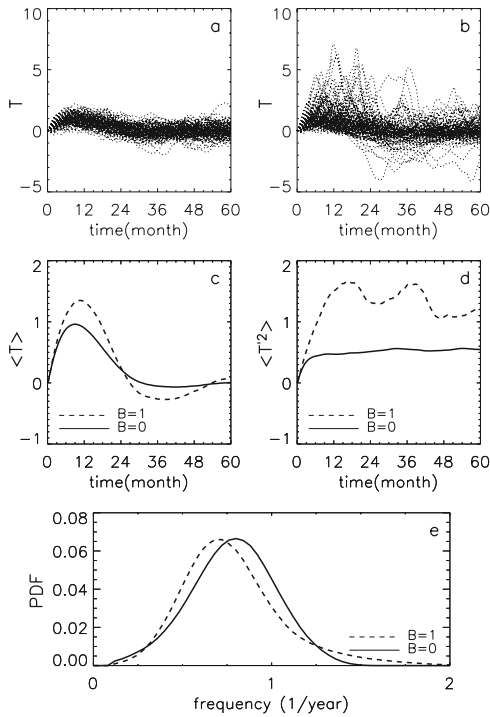 10
a
5
T
0
−5
0 12 24 36 48 60
time(month)
10
b
5
T
0
−5
0 12 24 36 48 60
time(month)
2
c
1
<T>
0
B=1
B=0
−1
0 12 24 36 48 60
time(month)
2
d
1
<T'2>
0
B=1
B=0
−1
0 12 24 36 48 60
time(month)
0.08
e
0.06
PDF
0.04
0.02
B=1
B=0
0.00
0 1 2
frequency (1/year)